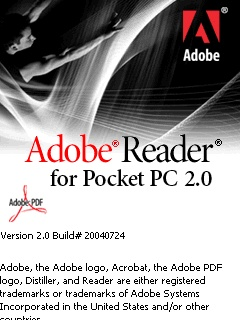 Adobe®
Adobe® Reader®
for Pocket PC 2.0
Adobe PDF
Version 2.0 Build# 20040724
Adobe, the Adobe logo, Acrobat, the Adobe PDF
logo, Distiller, and Reader are either registered
trademarks or trademarks of Adobe Systems
Incorporated in the United States and/or other
countries